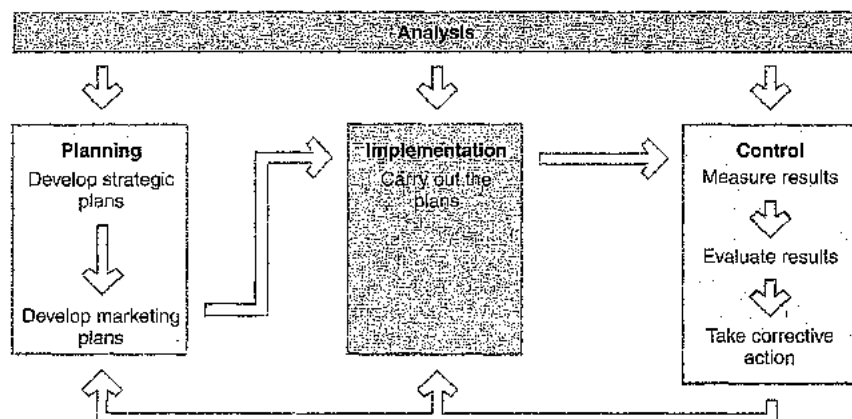 Analysis
Planning
Develop strategic
plans
Develop marketing
plans
Implementation
Carry out the
plans
Control
Measure results
Evaluate results
Take corrective
action